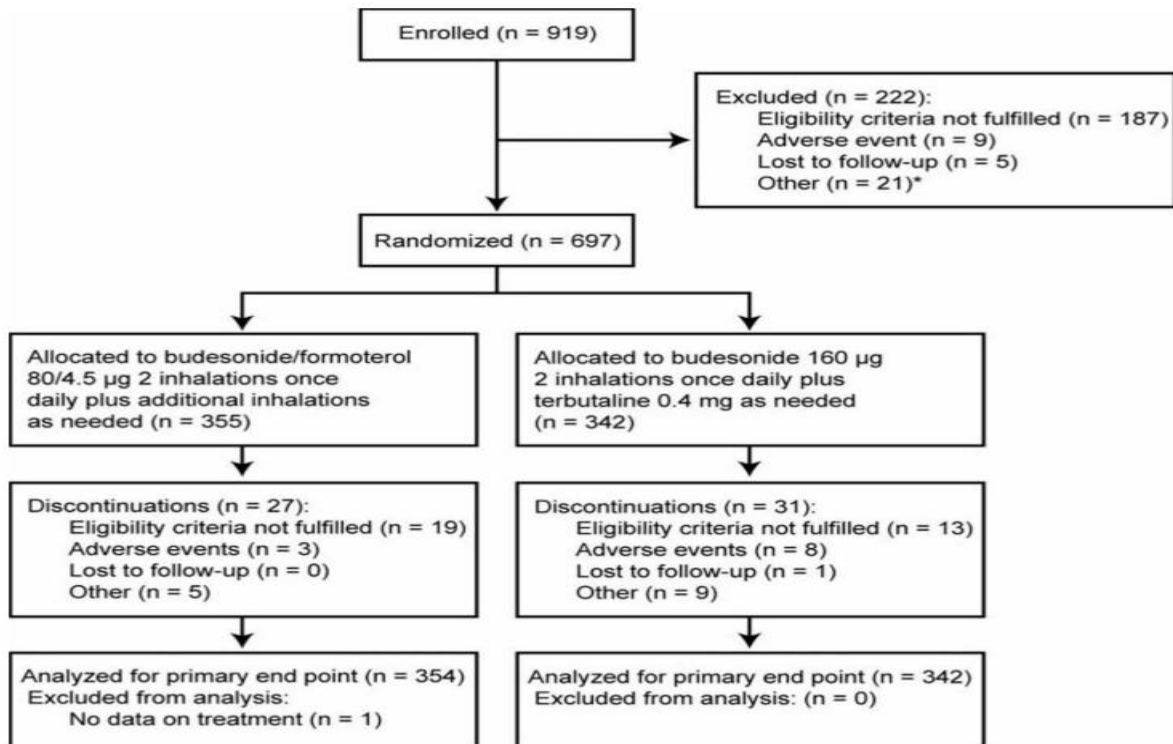 Enrolled (n = 919)
Excluded (n = 222):
Eligibility criteria not fulfilled (n = 187)
Adverse event (n = 9)
Lost to follow-up (n = 5)
Other (n = 21)*
Randomized (n = 697)
Allocated to budesonide/formoterol
80/4.5 µg 2 inhalations once
daily plus additional inhalations
as needed (n = 355)
Allocated to budesonide 160 µg
2 inhalations once daily plus
terbutaline 0.4 mg as needed
(n = 342)
Discontinuations (n = 27):
Eligibility criteria not fulfilled (n = 19)
Adverse events (n = 3)
Lost to follow-up (n = 0)
Other (n = 5)
Discontinuations (n = 31):
Eligibility criteria not fulfilled (n = 13)
Adverse events (n = 8)
Lost to follow-up (n = 1)
Other (n = 9)
Analyzed for primary end point (n = 354)
Excluded from analysis:
No data on treatment (n = 1)
Analyzed for primary end point (n = 342)
Excluded from analysis: (n = 0)